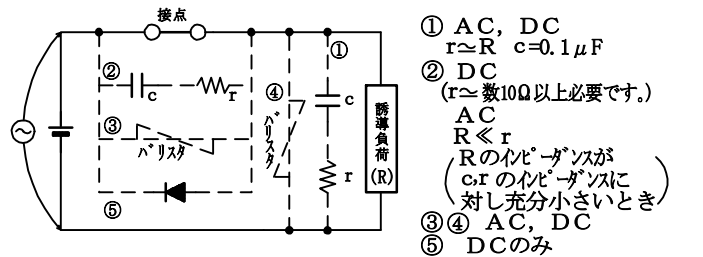 接点
①
②
c
r
④
c
③
バリスタ
バリスタ
r
誘導負荷(R)
⑤
① AC, DC
r≃R c=0.1μF
② DC
(r≃数10Ω以上必要です。)
AC
R≪r
(Rのインピーダンスが
c,rのインピーダンスに
対し充分小さいとき)
③④ AC, DC
⑤ DCのみ